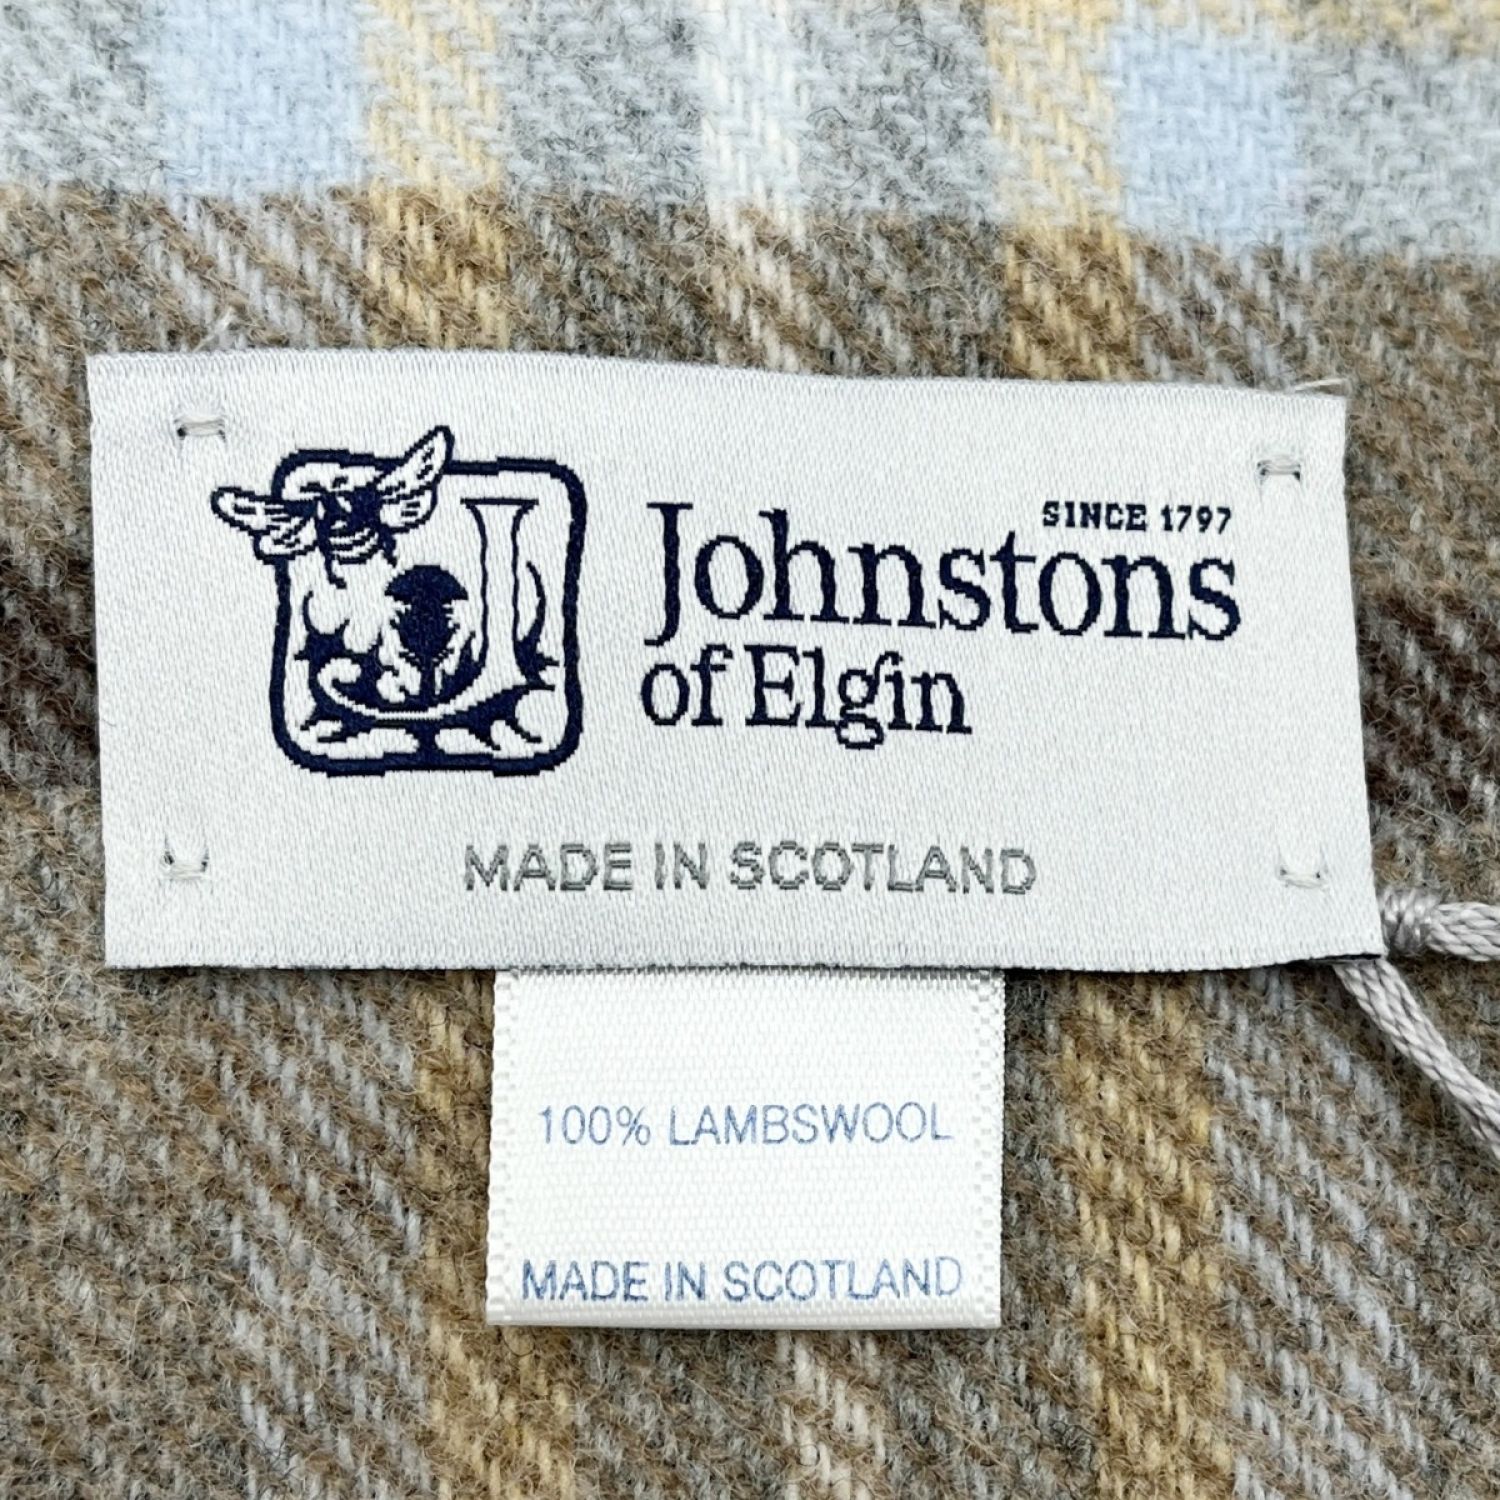 SINCE 1797
Johnstons
of Elgin
MADE IN SCOTLAND
100% LAMBSWOOL
MADE IN SCOTLAND